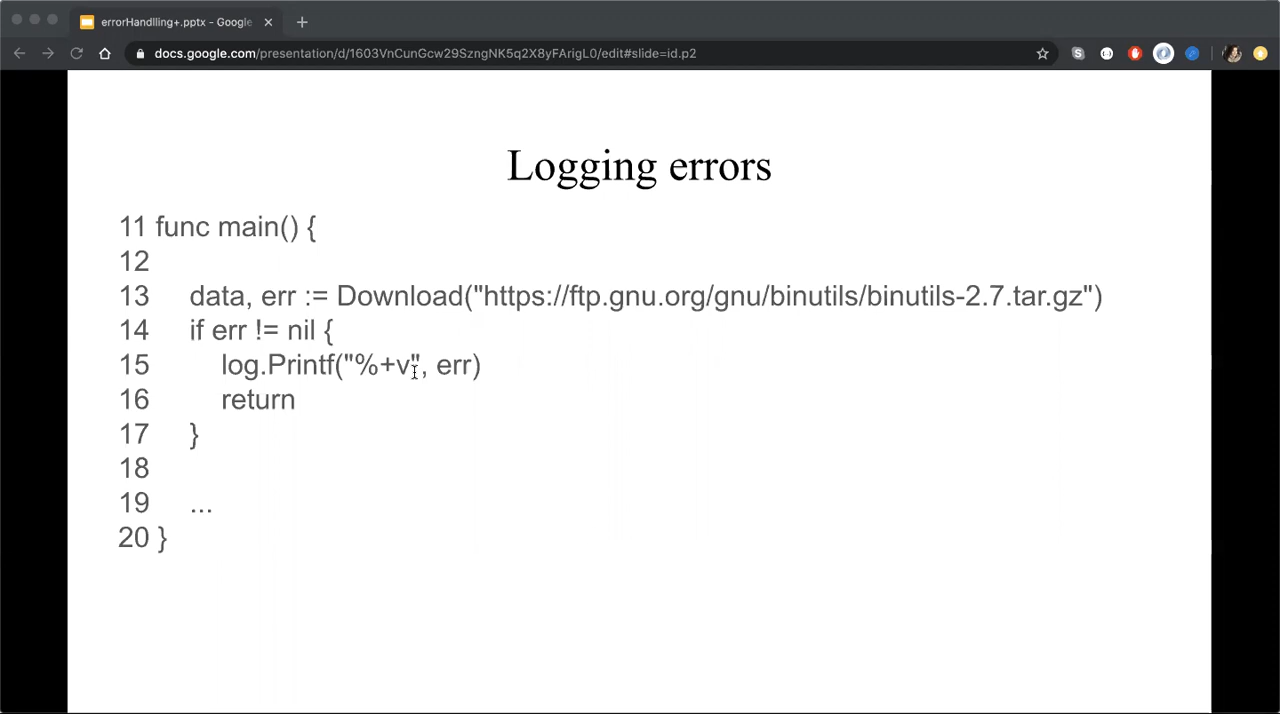 errorHandlling+.pptx - Google
docs.google.com/presentation/d/1603VnCunGcw29SzngNK5q2X8yFArigL0/edit#slide=id.p2
Logging errors
11 func main() {
12
13 data, err := Download("https://ftp.gnu.org/gnu/binutils/binutils-2.7.tar.gz")
14 if err != nil {
15 log.Printf("%+v", err)
16 return
17 }
18
19 ...
20 }